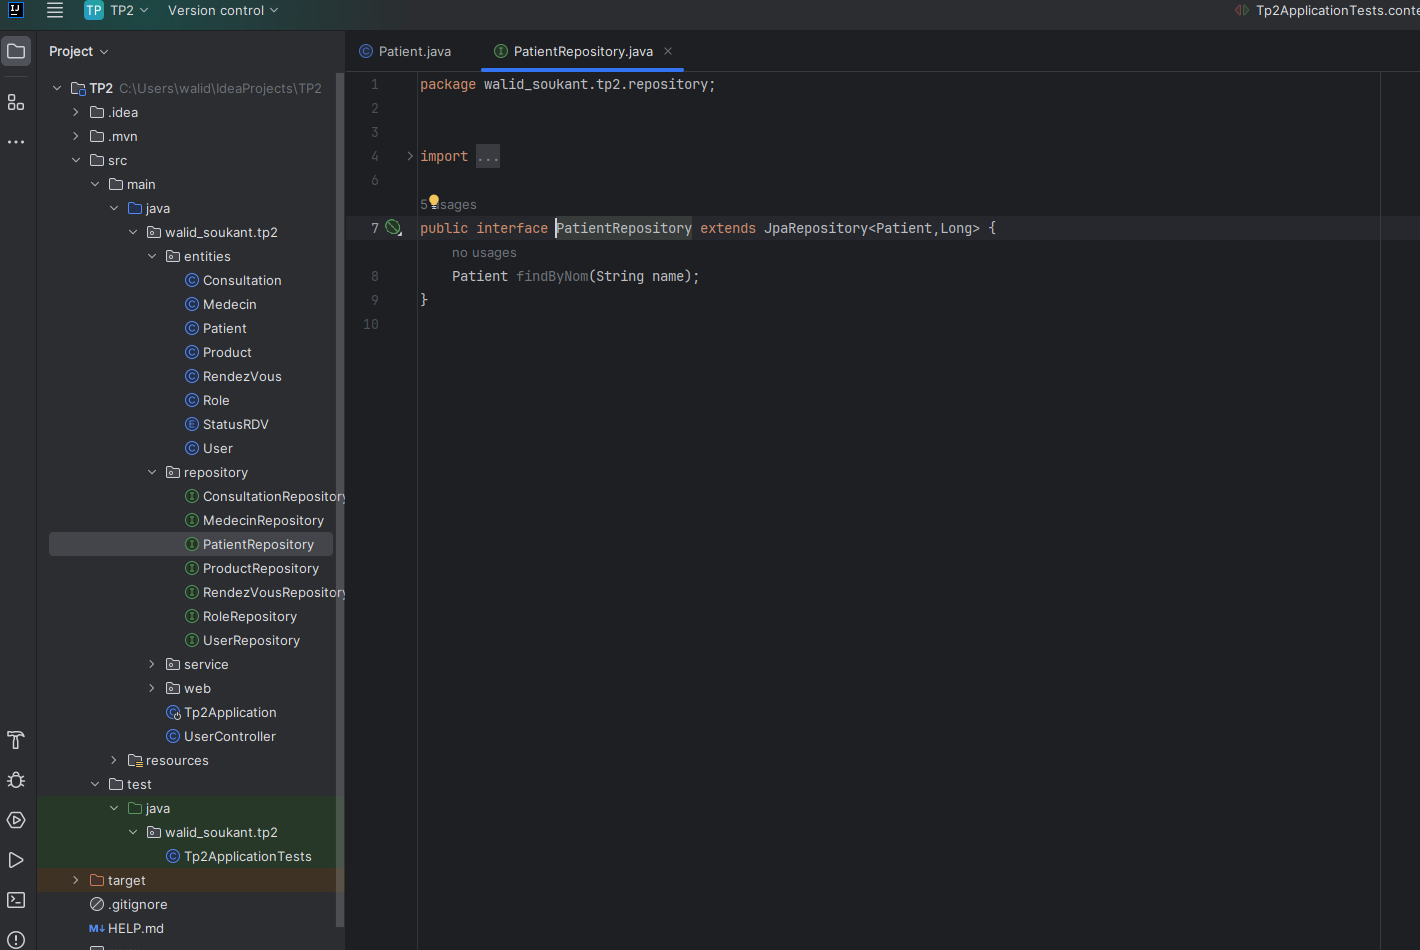 TP TP2 Version control Tp2ApplicationTests.conte
Project
Patient.java PatientRepository.java
TP2 C:\Users\walid\IdeaProjects\TP2
.idea
.mvn
src
main
java
walid_soukant.tp2
entities
Consultation
Medecin
Patient
Product
RendezVous
Role
StatusRDV
User
repository
ConsultationRepository
MedecinRepository
PatientRepository
ProductRepository
RendezVousRepository
RoleRepository
UserRepository
service
web
Tp2Application
UserController
resources
test
java
walid_soukant.tp2
Tp2ApplicationTests
target
.gitignore
HELP.md
1 package walid_soukant.tp2.repository;
2
3
4 import ...
6
5 usages
7 public interface PatientRepository extends JpaRepository<Patient,Long> {
no usages
8 Patient findByNom(String name);
9 }
10